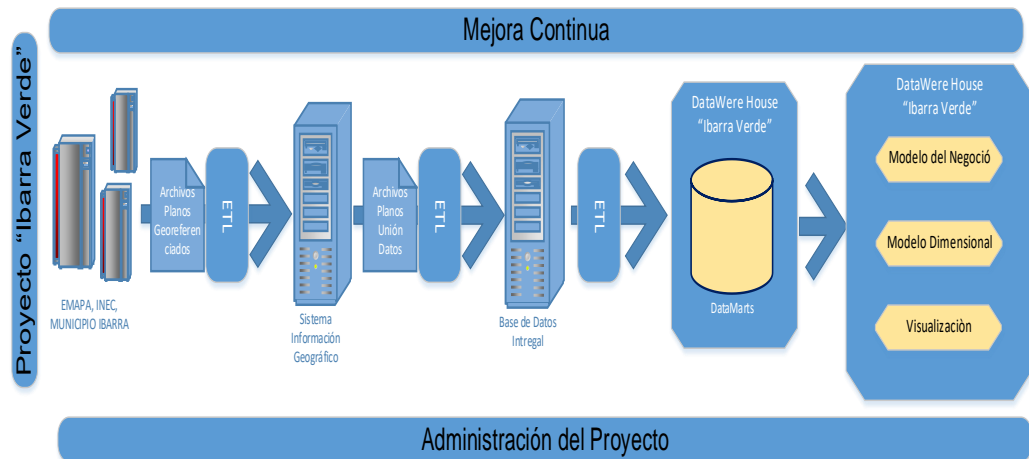 Mejora Continua
Proyecto “Ibarra Verde”
EMAPA, INEC,
MUNICIPIO IBARRA
Archivos
Planos
Georeferen
ciados
ETL
Sistema
Información
Geográfico
Archivos
Planos
Unión
Datos
ETL
Base de Datos
Intregal
ETL
DataWere House
“Ibarra Verde”
DataMarts
DataWere House
“Ibarra Verde”
Modelo del Negoció
Modelo Dimensional
Visualizaciòn
Administración del Proyecto